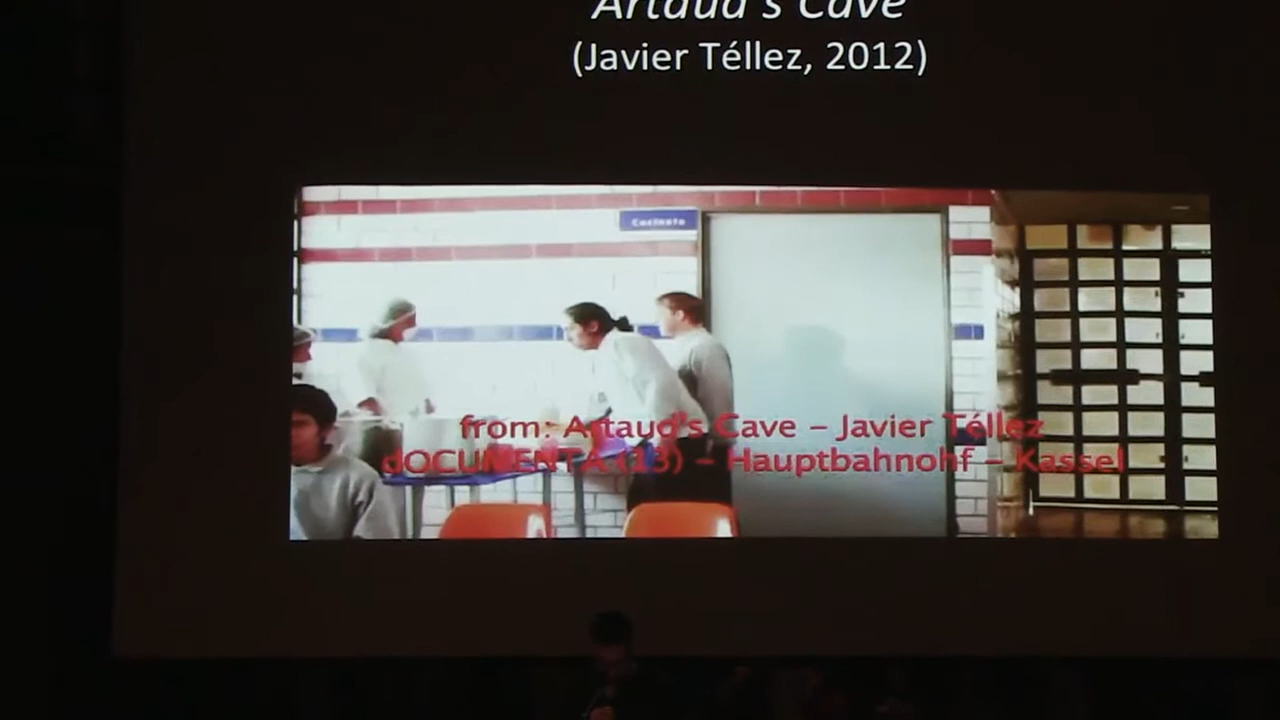 Artaud's Cave
(Javier Téllez, 2012)
Cocineta
from: Artaud's Cave – Javier Téllez
dOCUMENTA (13) – Hauptbahnohf – Kassel